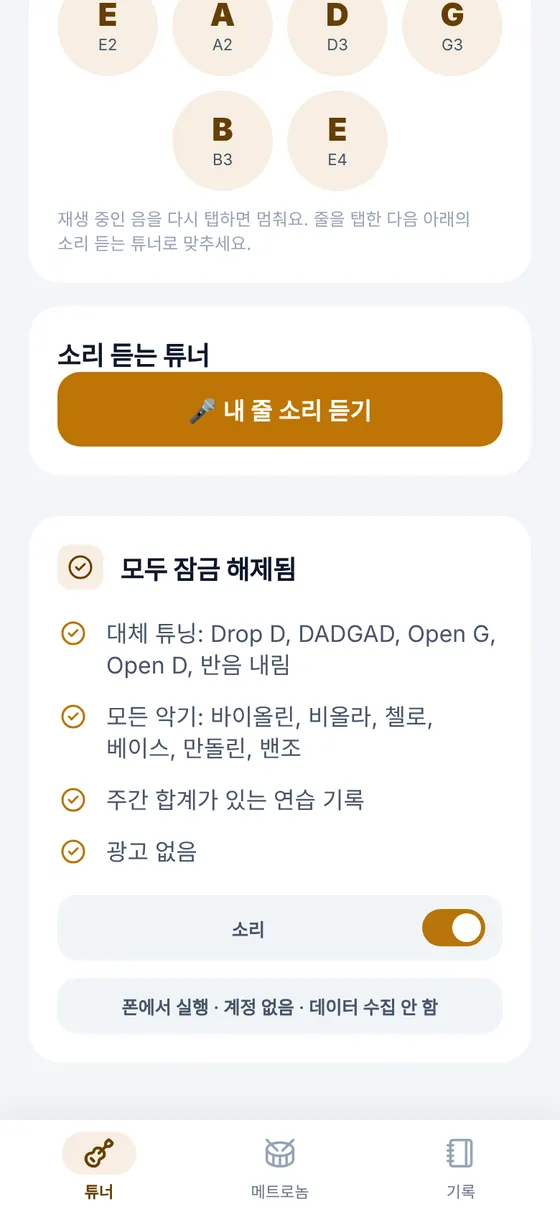 E A D G
E2 A2 D3 G3
B E
B3 E4
재생 중인 음을 다시 탭하면 멈춰요. 줄을 탭한 다음 아래의
소리 듣는 튜너로 맞추세요.
소리 듣는 튜너
🎤 내 줄 소리 듣기
모두 잠금 해제됨
대체 튜닝: Drop D, DADGAD, Open G,
Open D, 반음 내림
모든 악기: 바이올린, 비올라, 첼로,
베이스, 만돌린, 밴조
주간 합계가 있는 연습 기록
광고 없음
소리
폰에서 실행 · 계정 없음 · 데이터 수집 안 함
튜너 메트로놈 기록